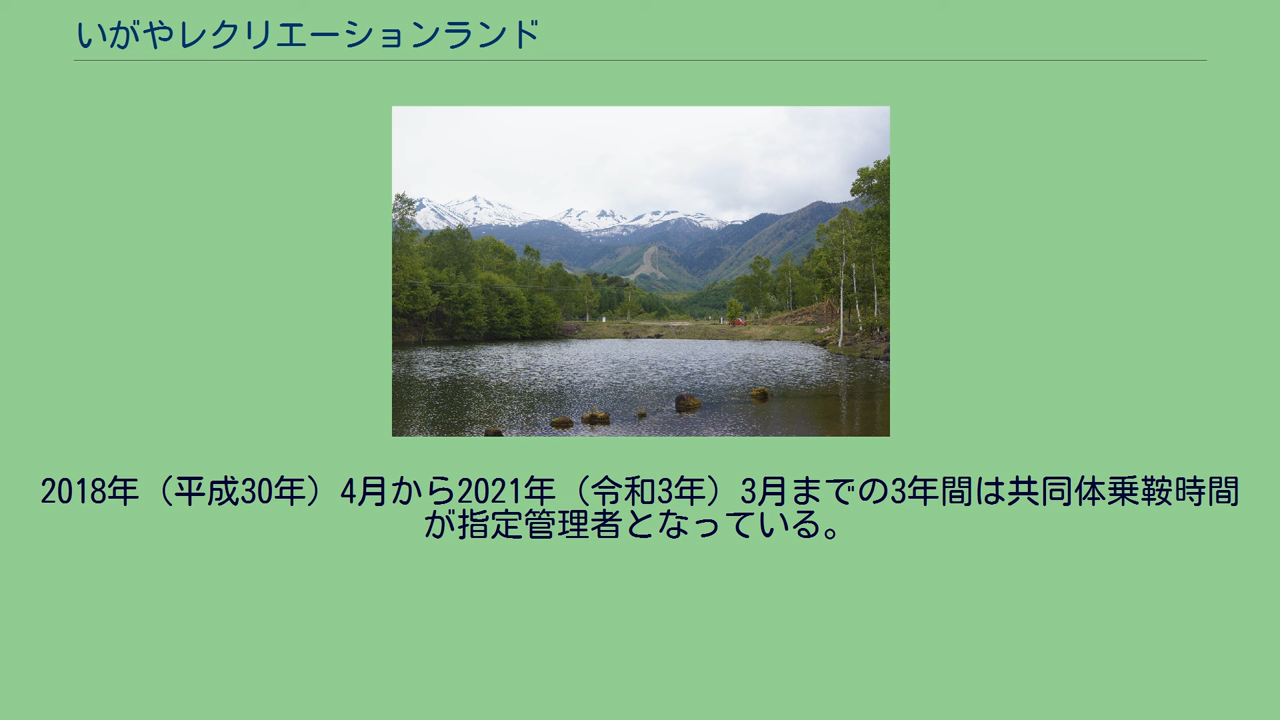 いがやレクリエーションランド
2018年（平成30年）4月から2021年（令和3年）3月までの3年間は共同体乗鞍時間
が指定管理者となっている。